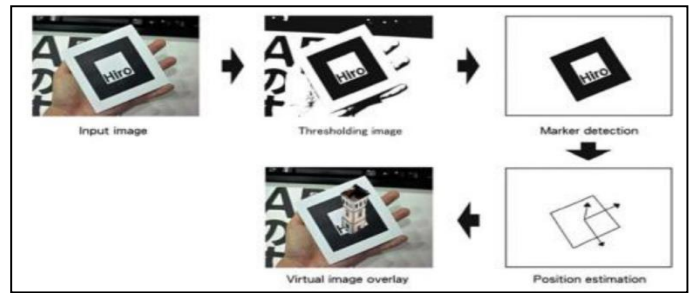 Hiro
Input image
Hiro
Thresholding image
Hiro
Marker detection
Virtual image overlay
Position estimation